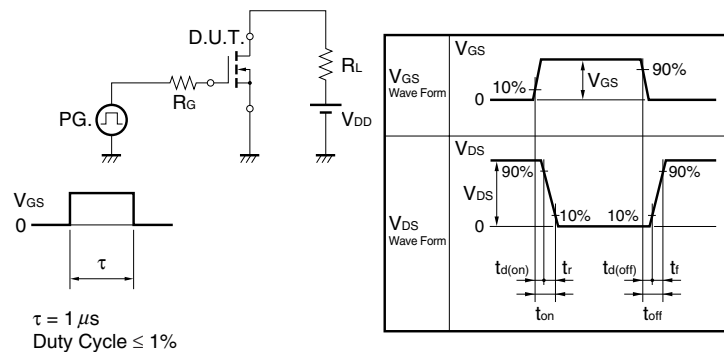 D.U.T.
RL
RG
PG.
VDD
VGS
0
τ
τ = 1 μs
Duty Cycle ≤ 1%
VGS
Wave Form
VGS
10%
VGS
90%
0
VDS
Wave Form
VDS
90%
VDS
90%
10%
10%
0
td(on)
tr
td(off)
tf
ton
toff